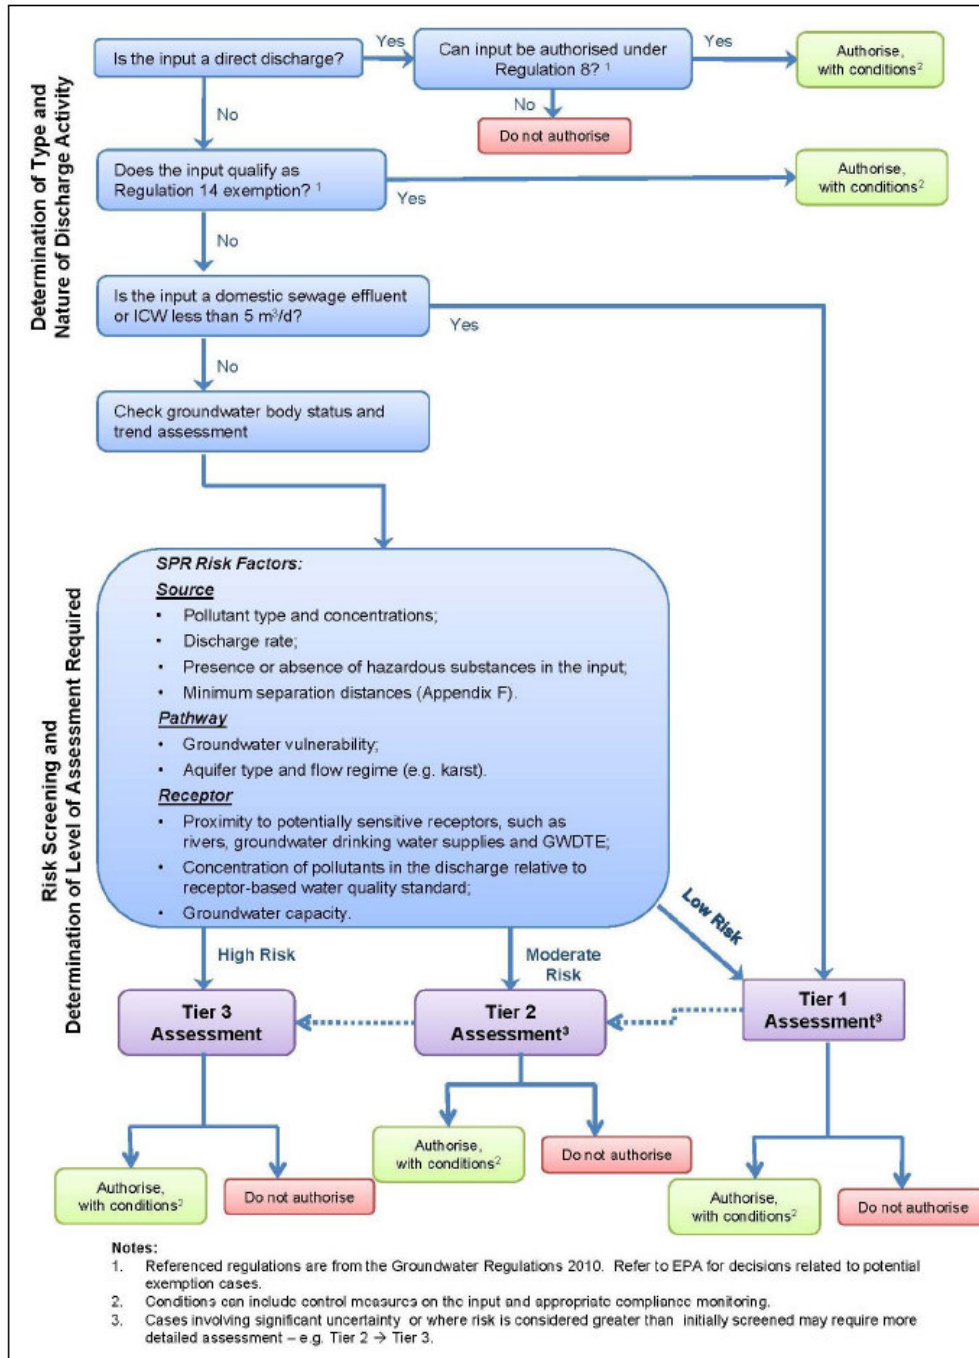 Determination of Type and
Nature of Discharge Activity
Is the input a direct discharge?
Yes
Can input be authorised under
Regulation 8? ¹
Yes
Authorise,
with conditions²
No
Do not authorise
No
Does the input qualify as
Regulation 14 exemption? ¹
Yes
Authorise,
with conditions²
No
Is the input a domestic sewage effluent
or ICW less than 5 m³/d?
Yes
No
Check groundwater body status and
trend assessment
Risk Screening and
Determination of Level of Assessment Required
SPR Risk Factors:
Source
▪ Pollutant type and concentrations;
▪ Discharge rate;
• Presence or absence of hazardous substances in the input;
• Minimum separation distances (Appendix F).
Pathway
• Groundwater vulnerability;
• Aquifer type and flow regime (e.g. karst).
Receptor
• Proximity to potentially sensitive receptors, such as
rivers, groundwater drinking water supplies and GWDTE;
• Concentration of pollutants in the discharge relative to
receptor-based water quality standard;
• Groundwater capacity.
High Risk
Moderate
Risk
Low Risk
Tier 3
Assessment
Tier 2
Assessment³
Tier 1
Assessment³
Authorise,
with conditions²
Do not authorise
Authorise,
with conditions²
Do not authorise
Authorise,
with conditions²
Do not authorise
Notes:
1. Referenced regulations are from the Groundwater Regulations 2010. Refer to EPA for decisions related to potential
exemption cases.
2. Conditions can include control measures on the input and appropriate compliance monitoring.
3. Cases involving significant uncertainty or where risk is considered greater than initially screened may require more
detailed assessment – e.g. Tier 2 → Tier 3.